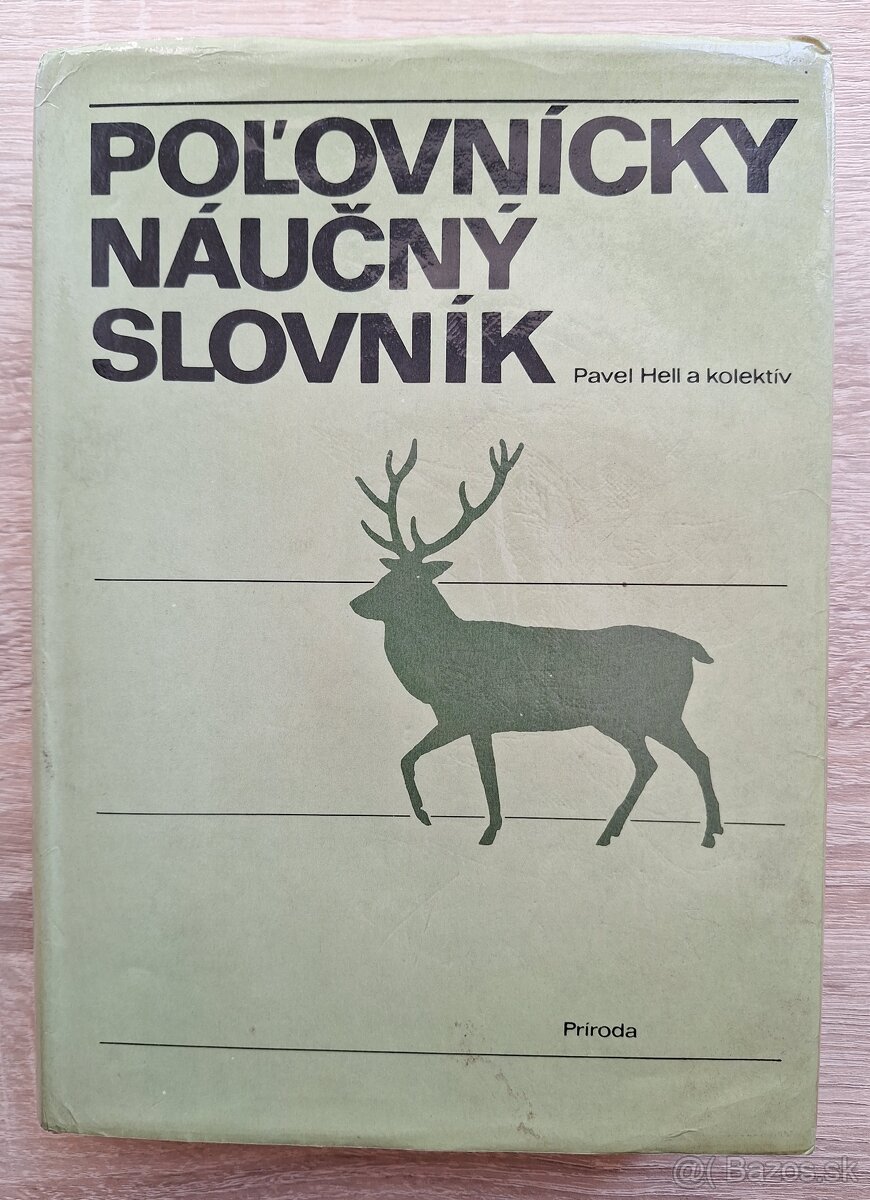 POĽOVNÍCKY
NÁUČNÝ
SLOVNÍK
Pavel Hell a kolektív
Príroda
@( Bazos.sk